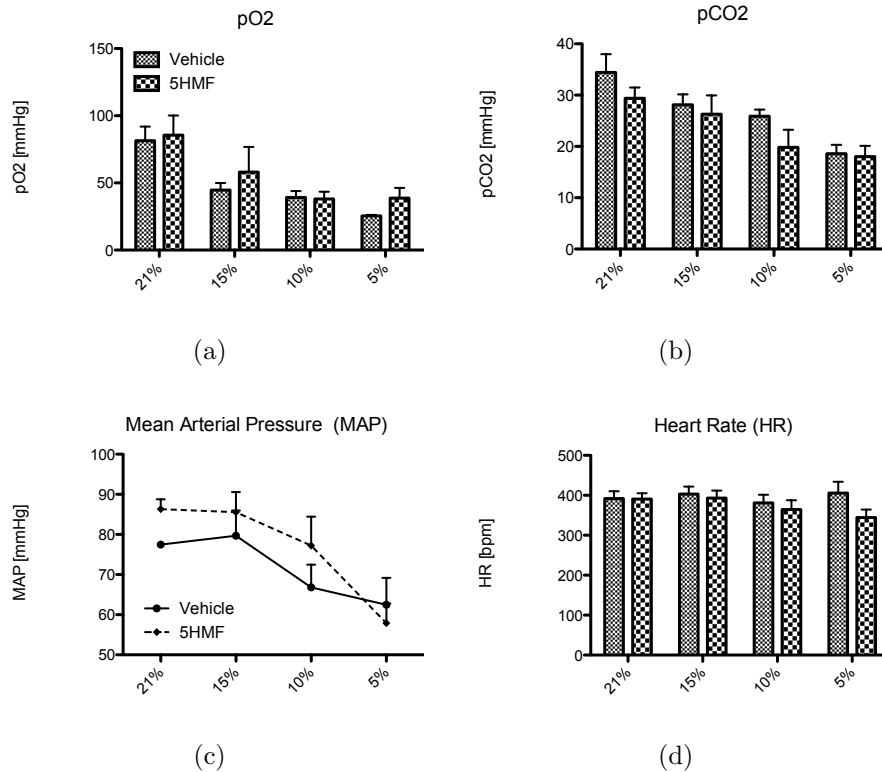 pO2
150
100
50
0
pO2 [mmHg]
Vehicle
5HMF
21%
15%
10%
5%
(a)
pCO2
40
30
20
10
0
pCO2 [mmHg]
21%
15%
10%
5%
(b)
Mean Arterial Pressure (MAP)
100
90
80
70
60
50
MAP [mmHg]
Vehicle
5HMF
21%
15%
10%
5%
(c)
Heart Rate (HR)
500
400
300
200
100
0
HR [bpm]
21%
15%
10%
5%
(d)